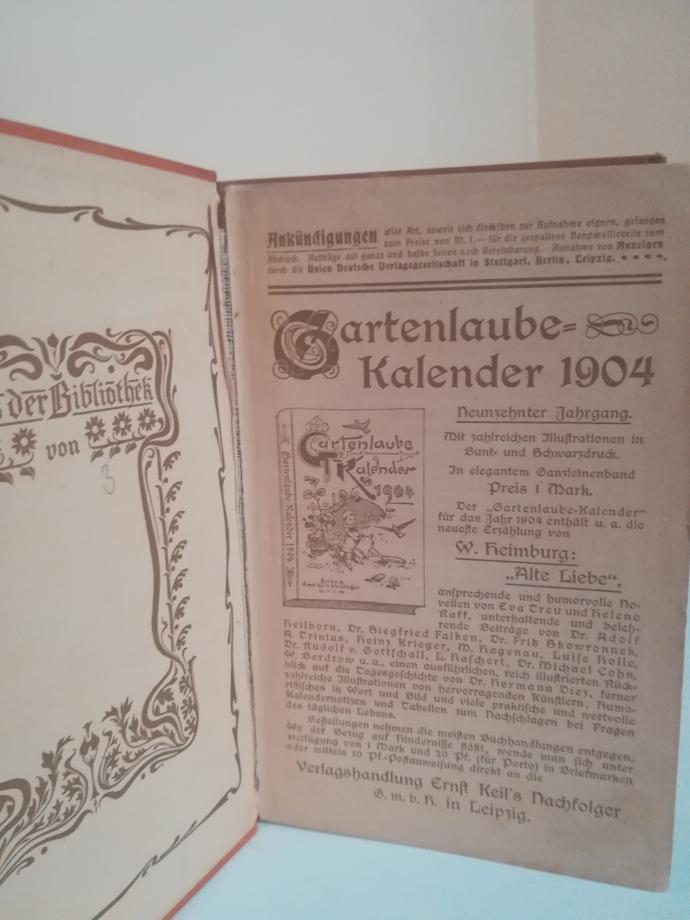 der Bibliothek
von
3
Ankündigungen aller Art, soweit sich dieselben zur Aufnahme eignen, gelangen
zum Preise von M. 1.— für die gespaltene Nonpareillezeile zum
Abdruck. Aufträge auf ganze und halbe Seiten nach Vereinbarung. Annahme von Anzeigen
durch die Union Deutsche Verlagsgesellschaft in Stuttgart, Berlin, Leipzig.
Gartenlaube-
Kalender 1904
Neunzehnter Jahrgang.
Mit zahlreichen Illustrationen in
Bunt- und Schwarzdruck.
In elegantem Ganzleinenband
Preis 1 Mark.
Der „Gartenlaube-Kalender“
für das Jahr 1904 enthält u. a. die
neueste Erzählung von
W. Heimburg:
„Alte Liebe“,
Gartenlaube
Kalender
1904
Gartenlaube-Kalender 1904
ansprechende und humorvolle No-
vellen von Eva Treu und Helene
Raff, unterhaltende und beleh-
rende Beiträge von Dr. Adolf
Heilborn, Dr. Siegfried Falken, Dr. Fritz Skowronnek,
A. Trinius, Heinz Krieger, M. Hagenau, Luise Holle,
Dr. Rudolf v. Gottschall, L. Haschert, Dr. Michael Cohn,
W. Berdrow u. a., einen ausführlichen, reich illustrierten Rück-
blick auf die Tagesgeschichte von Dr. Hermann Diez, ferner
zahlreiche Illustrationen von hervorragenden Künstlern, Humo-
ristisches in Wort und Bild und viele praktische und wertvolle
Kalendernotizen und Tabellen zum Nachschlagen bei Fragen
des täglichen Lebens.
Bestellungen nehmen die meisten Buchhandlungen entgegen.
Wo der Bezug auf Hindernisse stößt, wende man sich unter
Beifügung von 1 Mark und 20 Pf. (für Porto) in Briefmarken
oder mittels 10 Pf.-Postanweisung direkt an die
Verlagshandlung Ernst Keil's Nachfolger
G. m. b. H. in Leipzig.